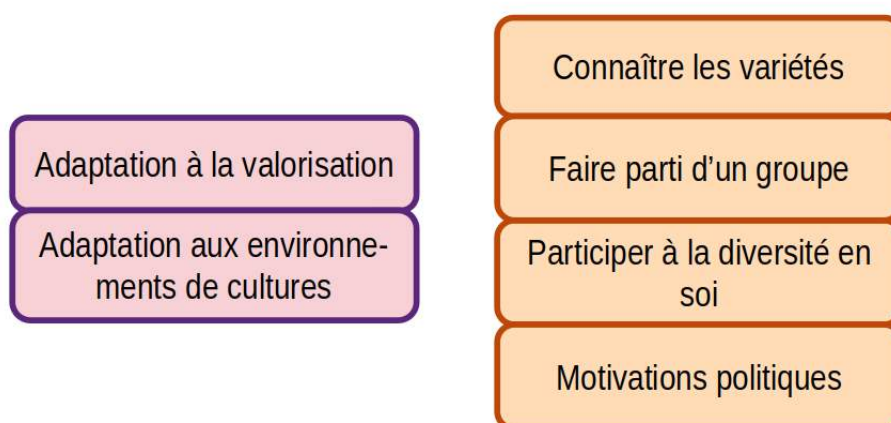 Adaptation à la valorisation
Adaptation aux environne-
ments de cultures
Connaître les variétés
Faire parti d'un groupe
Participer à la diversité en
soi
Motivations politiques